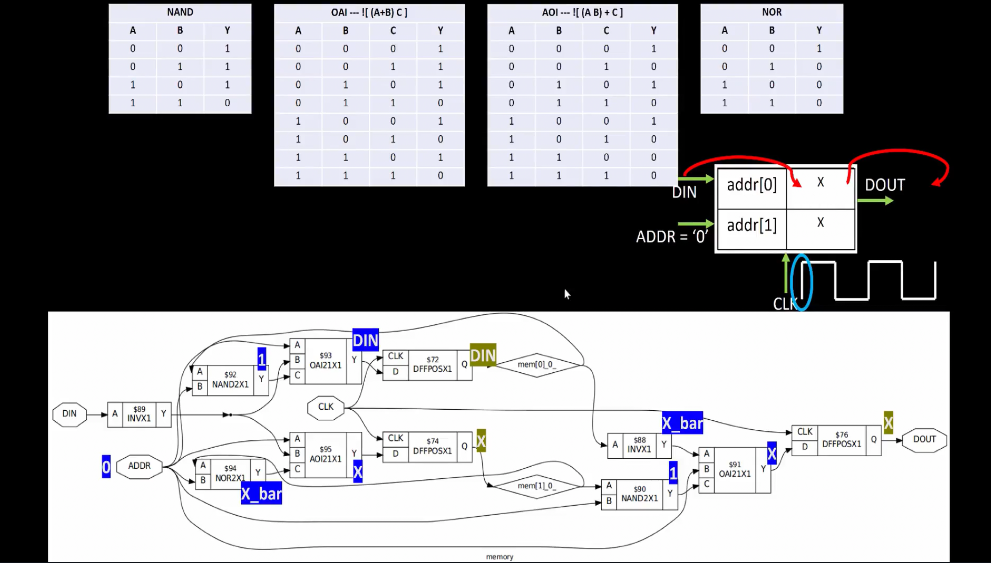 NAND
A B Y
0 0 1
0 1 1
1 0 1
1 1 0
OAI --- ![ (A+B) C ]
A B C Y
0 0 0 1
0 0 1 1
0 1 0 1
0 1 1 0
1 0 0 1
1 0 1 0
1 1 0 1
1 1 1 0
AOI --- ![ (A B) + C ]
A B C Y
0 0 0 1
0 0 1 0
0 1 0 1
0 1 1 0
1 0 0 1
1 0 1 0
1 1 0 0
1 1 1 0
NOR
A B Y
0 0 1
0 1 0
1 0 0
1 1 0
DIN
addr[0] X
DOUT
ADDR = '0'
addr[1] X
CLK
DIN
A $89 INVX1 Y
0
ADDR
A B $92 NAND2X1 Y
1
A B C $93 OAI21X1 Y
DIN
CLK D $72 DFFPOSX1 Q
DIN
mem[0]_0_
CLK
A B $94 NOR2X1 Y
X_bar
A B C $95 AOI21X1 Y
X
CLK D $74 DFFPOSX1 Q
X
mem[1]_0_
X_bar
A $88 INVX1 Y
1
A B $90 NAND2X1 Y
A B C $91 OAI21X1 Y
X
CLK D $76 DFFPOSX1 Q
X
DOUT
memory